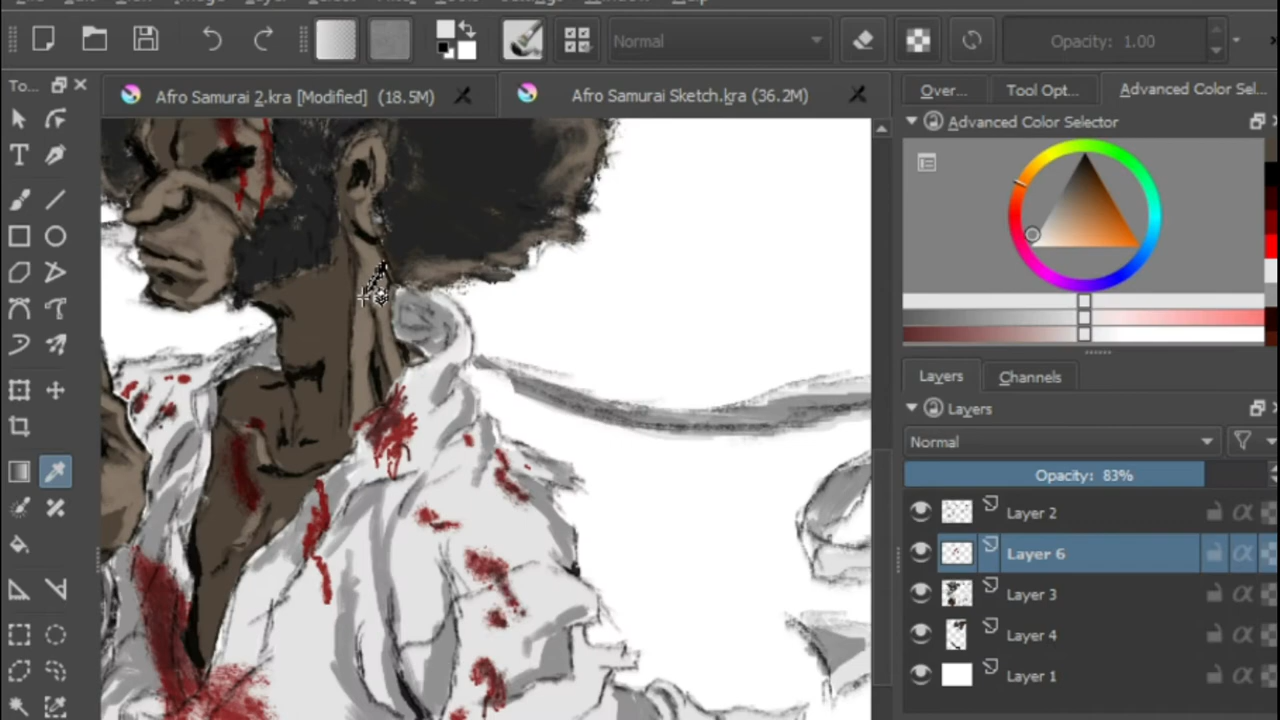 Normal
Opacity: 1.00
To...
Afro Samurai 2.kra [Modified] (18.5M)
Afro Samurai Sketch.kra (36.2M)
Over...
Tool Opt...
Advanced Color Sel...
Advanced Color Selector
Layers
Channels
Layers
Normal
Opacity: 83%
Layer 2
Layer 6
Layer 3
Layer 4
Layer 1